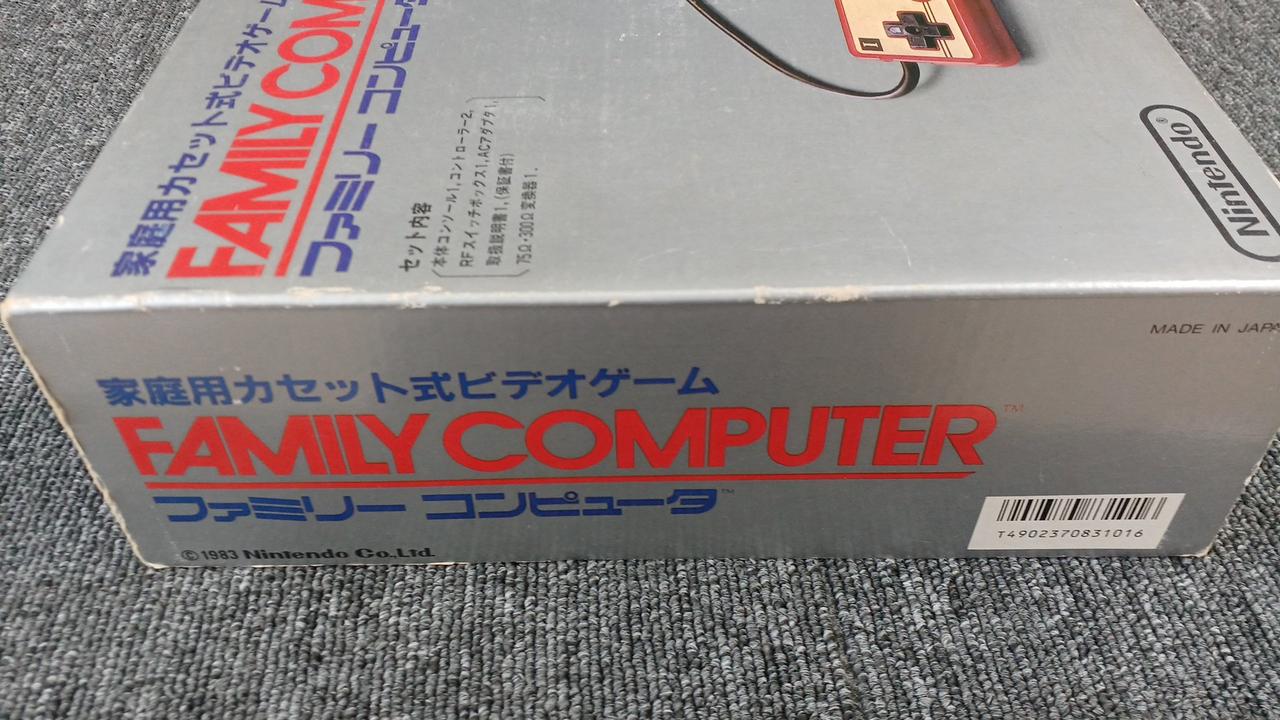 家庭用カセット式ビデオゲーム
FAMILY COM
ファミリー コンピュータ
セット内容
本体コンソール1,コントローラー2,
RFスイッチボックス1,ACアダプタ1,
取扱説明書1,(保証書付)
75Ω・300Ω変換器1.
I
Nintendo®
MADE IN JAPA
家庭用カセット式ビデオゲーム
FAMILY COMPUTER™
ファミリー コンピュータ™
©1983 Nintendo Co.Ltd.
T4902370831016